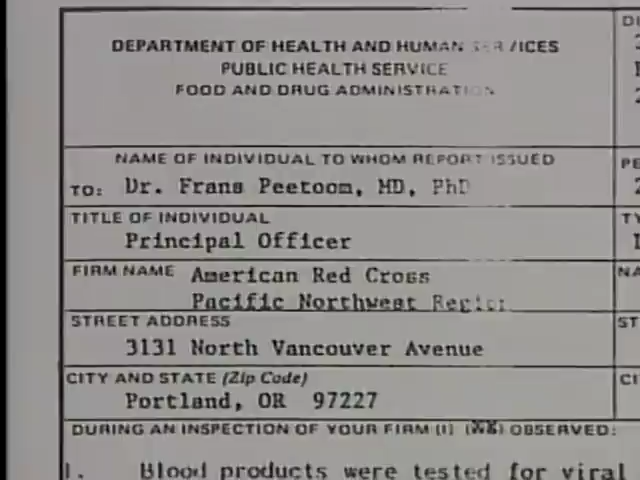 DEPARTMENT OF HEALTH AND HUMAN SERVICES
PUBLIC HEALTH SERVICE
FOOD AND DRUG ADMINISTRATION
NAME OF INDIVIDUAL TO WHOM REPORT ISSUED
TO: Dr. Frans Peetoom, MD, PhD
TITLE OF INDIVIDUAL
Principal Officer
FIRM NAME American Red Cross
Pacific Northwest Region
STREET ADDRESS
3131 North Vancouver Avenue
CITY AND STATE (Zip Code)
Portland, OR 97227
DURING AN INSPECTION OF YOUR FIRM (I) OBSERVED:
1. Blood products were tested for viral